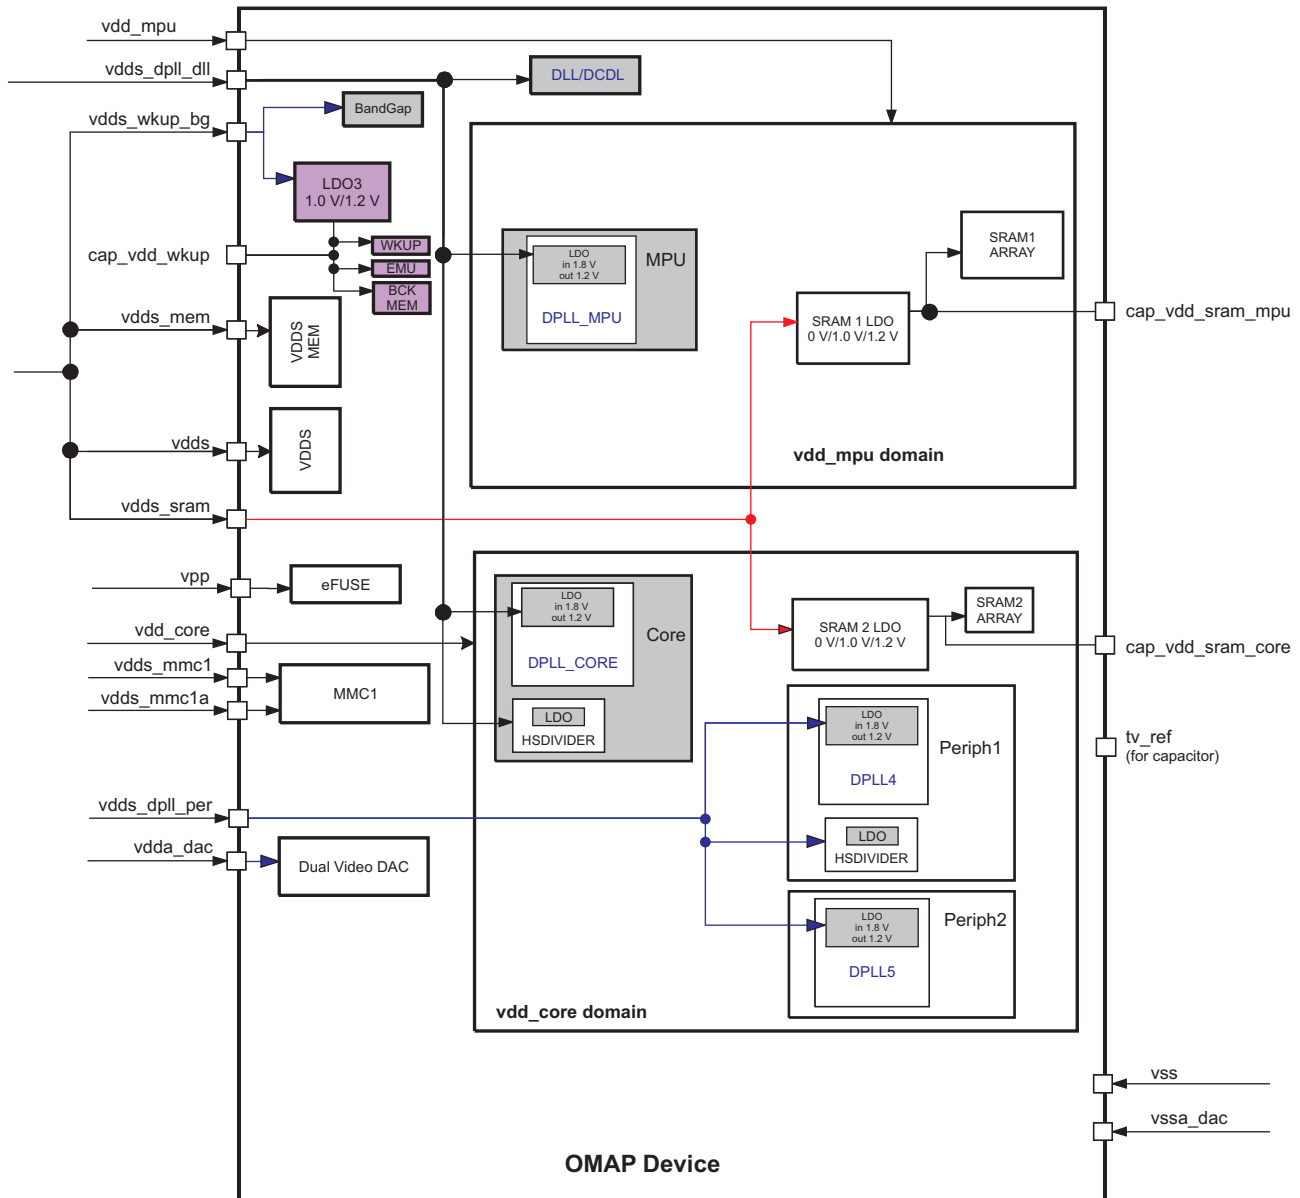 vdd_mpu
vdds_dpll_dll
DLL/DCDL
BandGap
vdds_wkup_bg
LDO3
1.0 V/1.2 V
cap_vdd_wkup
WKUP
EMU
BCK
MEM
LDO
in 1.8 V
out 1.2 V
MPU
DPLL_MPU
SRAM1
ARRAY
SRAM 1 LDO
0 V/1.0 V/1.2 V
cap_vdd_sram_mpu
vdds_mem
VDDS
MEM
vdds
VDDS
vdd_mpu domain
vdds_sram
vpp
eFUSE
LDO
in 1.8 V
out 1.2 V
Core
DPLL_CORE
SRAM 2 LDO
0 V/1.0 V/1.2 V
SRAM2
ARRAY
vdd_core
cap_vdd_sram_core
vdds_mmc1
vdds_mmc1a
MMC1
LDO
HSDIVIDER
LDO
in 1.8 V
out 1.2 V
Periph1
DPLL4
tv_ref
(for capacitor)
vdds_dpll_per
LDO
HSDIVIDER
vdda_dac
Dual Video DAC
LDO
in 1.8 V
out 1.2 V
Periph2
DPLL5
vdd_core domain
vss
vssa_dac
OMAP Device